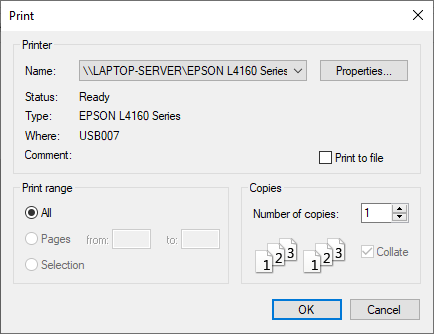 Print
Printer
Name: \\LAPTOP-SERVER\EPSON L4160 Series Properties...
Status: Ready
Type: EPSON L4160 Series
Where: USB007
Comment: Print to file
Print range
All
Pages from: to:
Selection
Copies
Number of copies: 1
1 2 3 1 2 3 Collate
OK Cancel